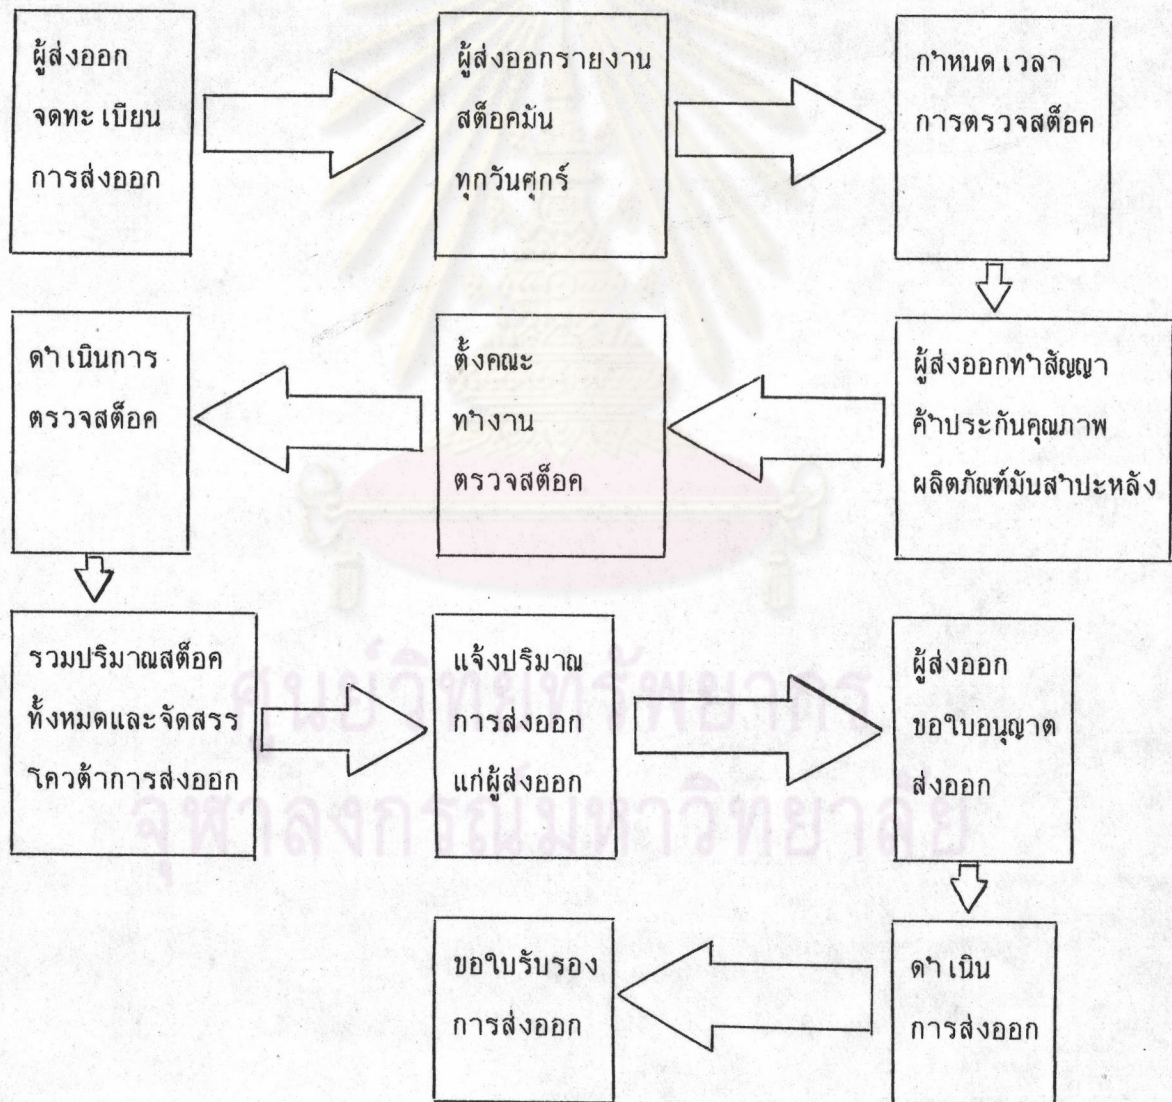 ผู้ส่งออก
จดทะเบียน
การส่งออก
ผู้ส่งออกรายงาน
สต็อคมัน
ทุกวันศุกร์
กำหนดเวลา
การตรวจสต็อค
ผู้ส่งออกทำสัญญา
ค้ำประกันคุณภาพ
ผลิตภัณฑ์มันสำปะหลัง
ตั้งคณะ
ทำงาน
ตรวจสต็อค
ดำเนินการ
ตรวจสต็อค
รวมปริมาณสต็อค
ทั้งหมดและจัดสรร
โควต้าการส่งออก
แจ้งปริมาณ
การส่งออก
แก่ผู้ส่งออก
ผู้ส่งออก
ขอใบอนุญาต
ส่งออก
ดำเนิน
การส่งออก
ขอใบรับรอง
การส่งออก
ศูนย์วิทยทรัพยากร
จุฬาลงกรณ์มหาวิทยาลัย